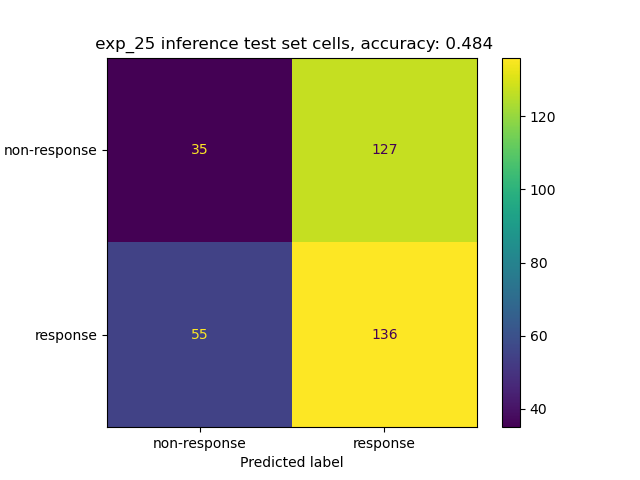 exp_25 inference test set cells, accuracy: 0.484
non-response
35
127
response
55
136
non-response
response
Predicted label
120
100
80
60
40